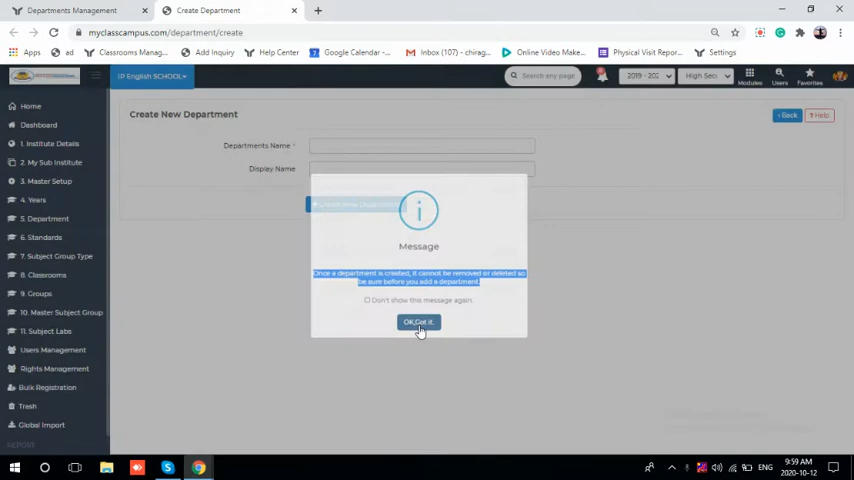 Departments Management
Create Department
myclasscampus.com/department/create
Apps
ad
Classrooms Manag...
Add Inquiry
Help Center
Google Calendar -...
Inbox (107) - chirag...
Online Video Make...
Physical Visit Repor...
Settings
IP English SCHOOL
Search any page
2019 - 202
High Sec
Modules
Users
Favorites
Home
Dashboard
1. Institute Details
2. My Sub Institute
3. Master Setup
4. Years
5. Department
6. Standards
7. Subject Group Type
8. Classrooms
9. Groups
10. Master Subject Group
11. Subject Labs
Users Management
Rights Management
Bulk Registration
Trash
Global Import
REPORT
Create New Department
Back
? Help
Departments Name *
Display Name
+ Create New Department
Message
Once a department is created, it cannot be removed or deleted so
be sure before you add a department.
Don't show this message again.
OK,Got it.
ENG
9:59 AM
2020-10-12